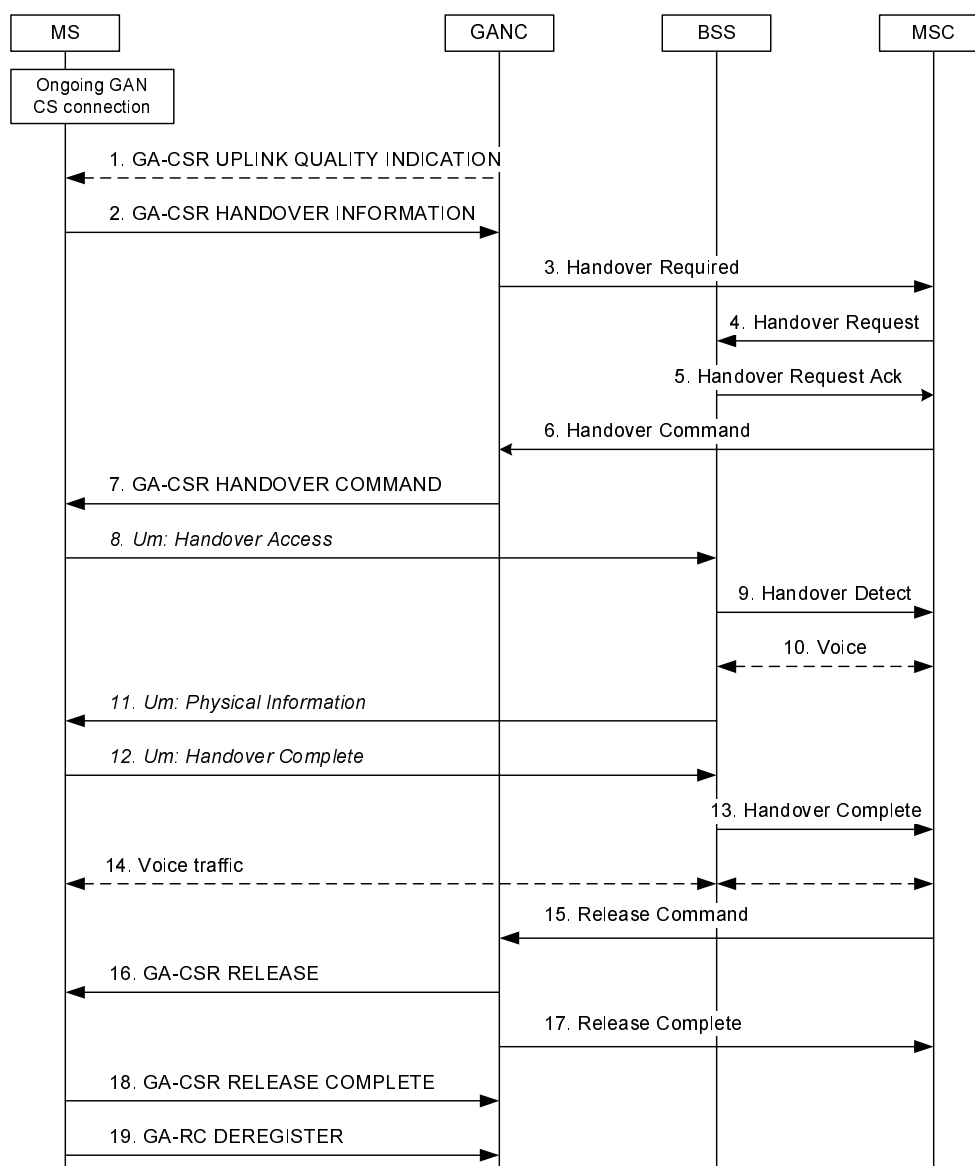 MS
GANC
BSS
MSC
Ongoing GAN
CS connection
1. GA-CSR UPLINK QUALITY INDICATION
2. GA-CSR HANDOVER INFORMATION
3. Handover Required
4. Handover Request
5. Handover Request Ack
6. Handover Command
7. GA-CSR HANDOVER COMMAND
8. Um: Handover Access
9. Handover Detect
10. Voice
11. Um: Physical Information
12. Um: Handover Complete
13. Handover Complete
14. Voice traffic
15. Release Command
16. GA-CSR RELEASE
17. Release Complete
18. GA-CSR RELEASE COMPLETE
19. GA-RC DEREGISTER